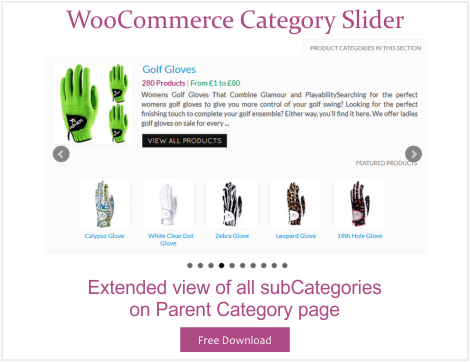 WooCommerce Category Slider
PRODUCT CATEGORIES IN THIS SECTION
Golf Gloves
280 Products | From £1 to £80
Womens Golf Gloves That Combine Glamour and PlayabilitySearching for the perfect
womens golf gloves to give you more control of your golf swing? Looking for the perfect
finishing touch to complete your golf ensemble? Either way, you'll find it here. We offer ladies
golf gloves on sale for every ...
VIEW ALL PRODUCTS
FEATURED PRODUCTS
Calypso Glove
White Clear Dot
Glove
Zebra Glove
Leopard Glove
19th Hole Glove
Extended view of all subCategories
on Parent Category page
Free Download